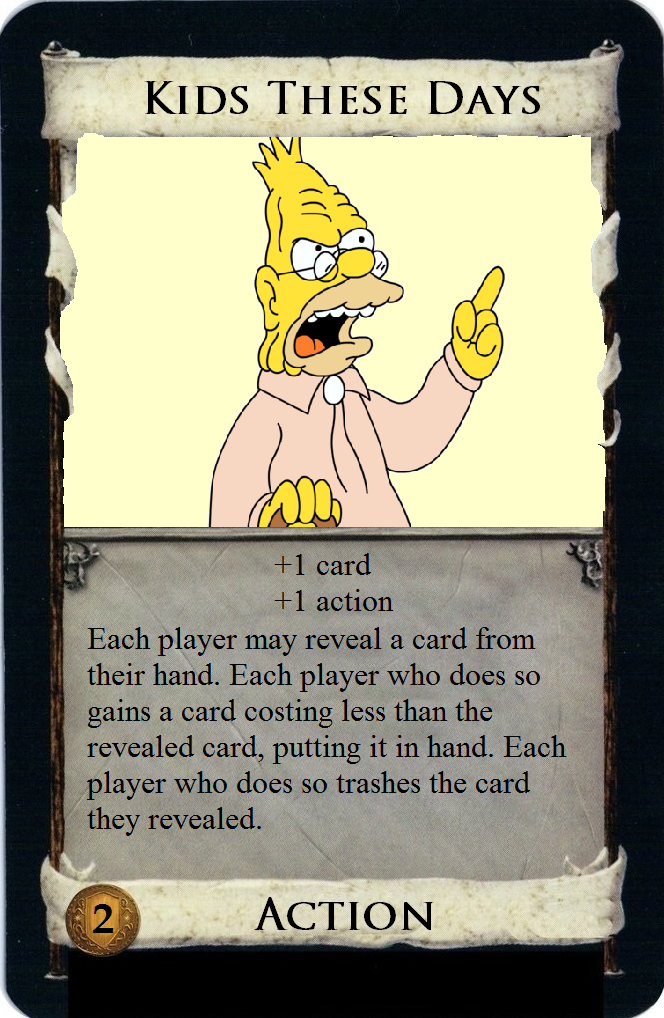 Kids These Days
+1 card
+1 action
Each player may reveal a card from
their hand. Each player who does so
gains a card costing less than the
revealed card, putting it in hand. Each
player who does so trashes the card
they revealed.
2
Action